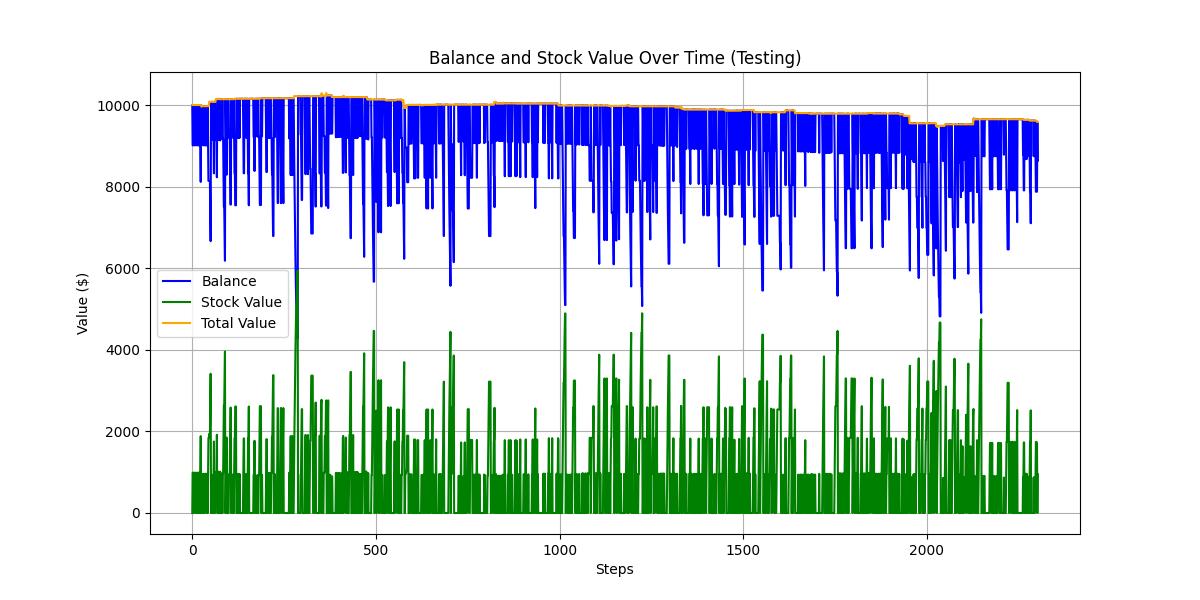 Balance and Stock Value Over Time (Testing)
Value ($)
10000
8000
6000
4000
2000
0
Balance
Stock Value
Total Value
0 500 1000 1500 2000
Steps